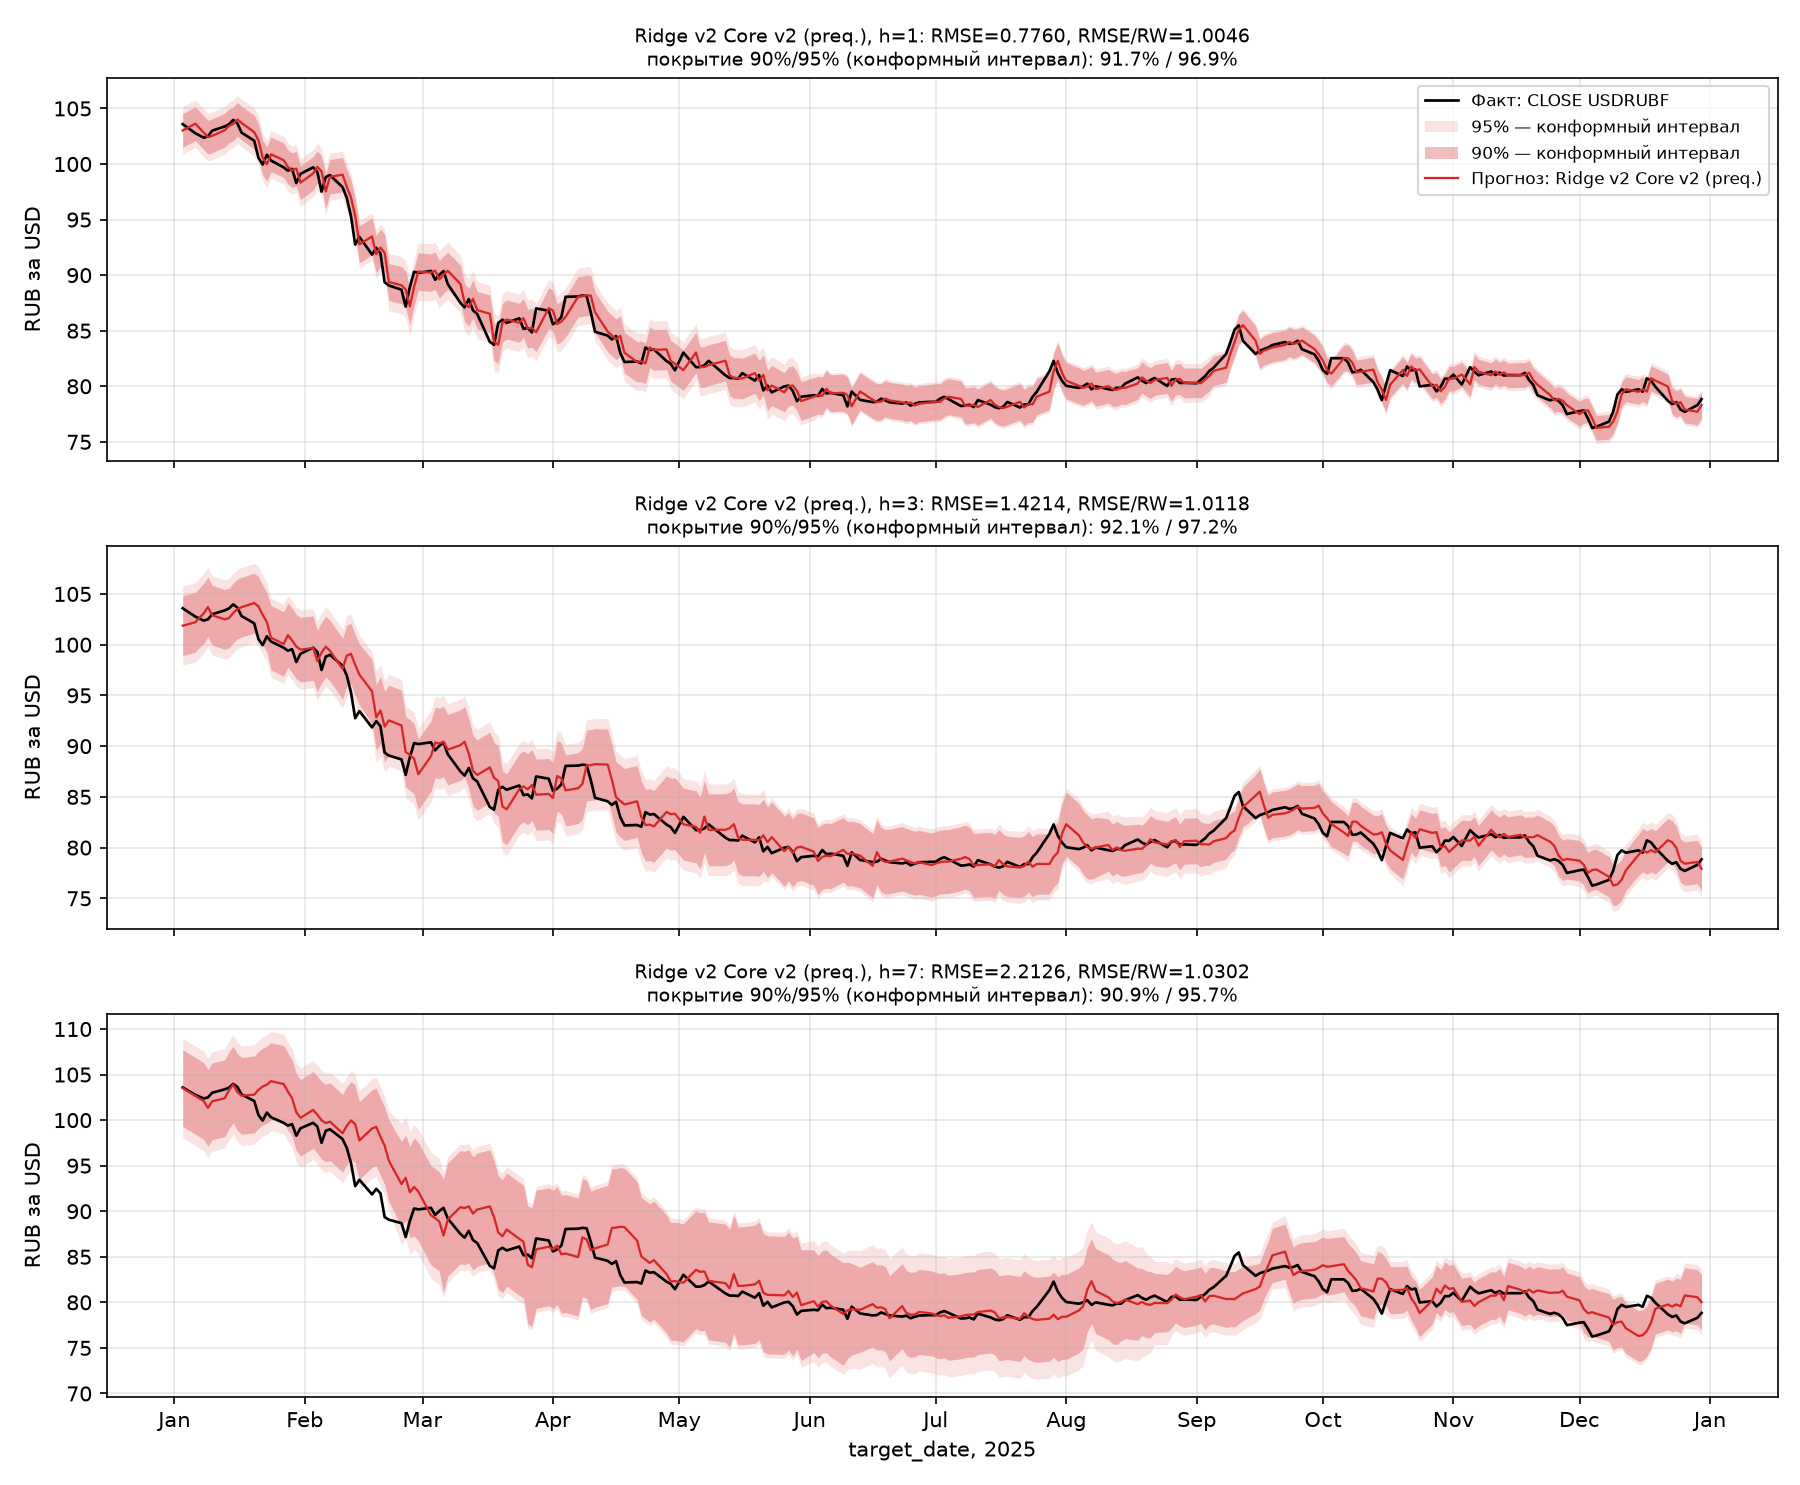 Ridge v2 Core v2 (preq.), h=1: RMSE=0.7760, RMSE/RW=1.0046
покрытие 90%/95% (конформный интервал): 91.7% / 96.9%
RUB за USD
105
100
95
90
85
80
75
Факт: CLOSE USDRUBF
95% — конформный интервал
90% — конформный интервал
Прогноз: Ridge v2 Core v2 (preq.)
Ridge v2 Core v2 (preq.), h=3: RMSE=1.4214, RMSE/RW=1.0118
покрытие 90%/95% (конформный интервал): 92.1% / 97.2%
RUB за USD
105
100
95
90
85
80
75
Ridge v2 Core v2 (preq.), h=7: RMSE=2.2126, RMSE/RW=1.0302
покрытие 90%/95% (конформный интервал): 90.9% / 95.7%
RUB за USD
110
105
100
95
90
85
80
75
70
Jan Feb Mar Apr May Jun Jul Aug Sep Oct Nov Dec Jan
target_date, 2025